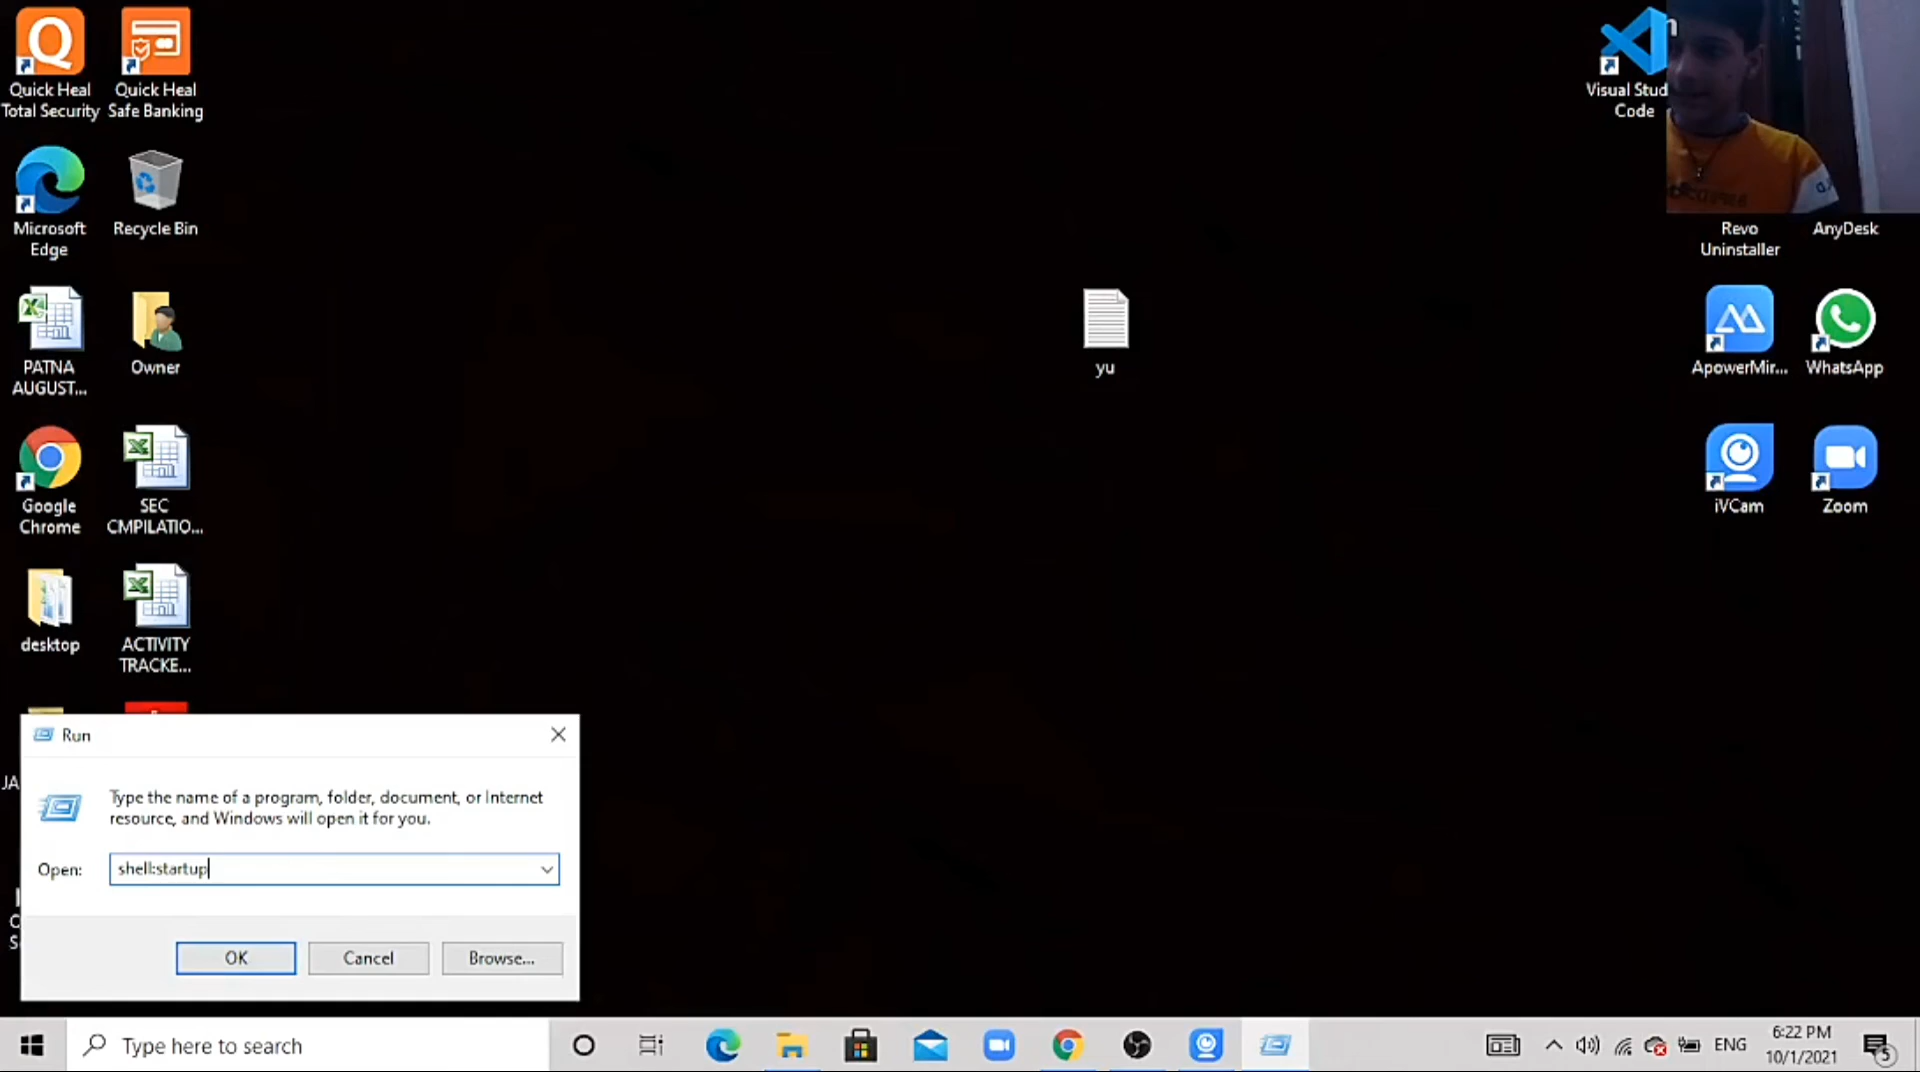 Quick Heal
Total Security
Quick Heal
Safe Banking
Microsoft
Edge
Recycle Bin
PATNA
AUGUST...
Owner
Google
Chrome
SEC
CMPILATIO...
desktop
ACTIVITY
TRACKE...
JA
yu
Visual Stud
Code
Revo
Uninstaller
AnyDesk
ApowerMir...
WhatsApp
iVCam
Zoom
Run
Type the name of a program, folder, document, or Internet
resource, and Windows will open it for you.
Open: shell:startup
OK Cancel Browse...
Type here to search
ENG
6:22 PM
10/1/2021
5